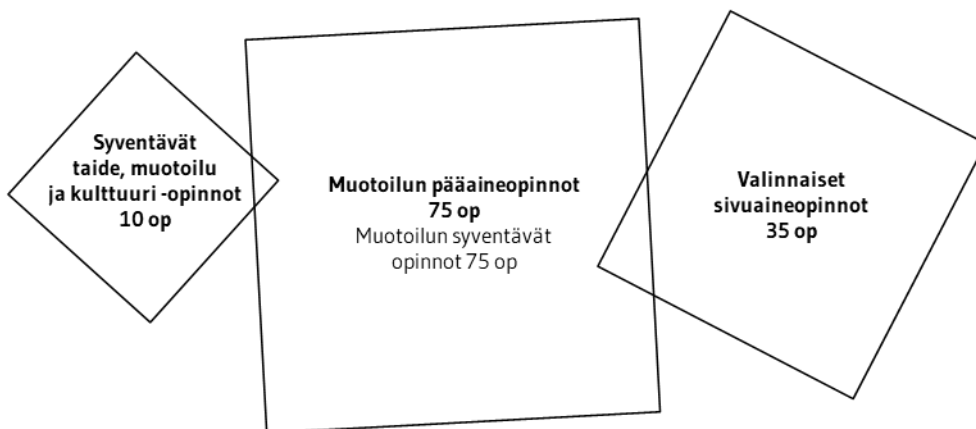 Syventävät
taide, muotoilu
ja kulttuuri -opinnot
10 op
Muotoilun pääaineopinnot
75 op
Muotoilun syventävät
opinnot 75 op
Valinnaiset
sivuaineopinnot
35 op